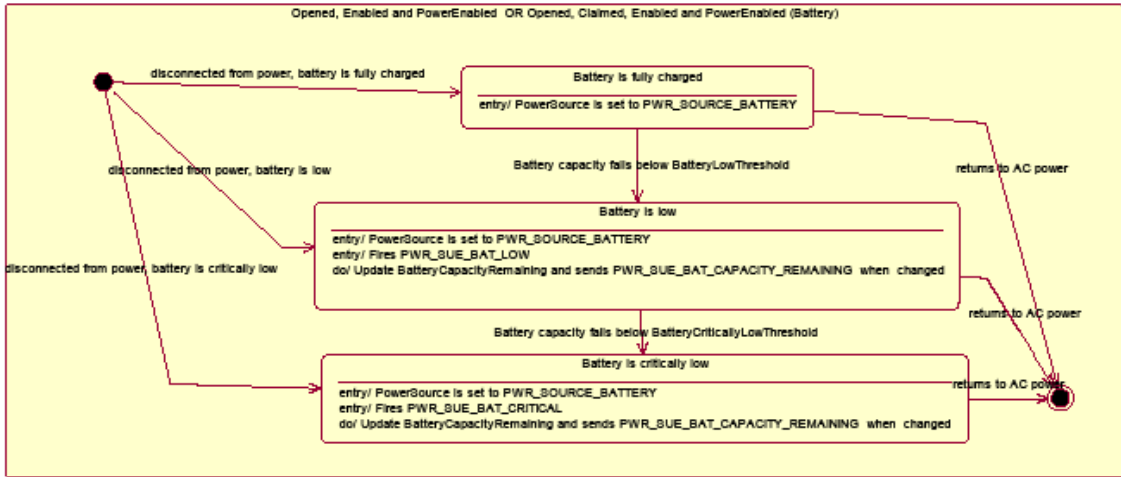 Opened, Enabled and PowerEnabled  OR Opened, Claimed, Enabled and PowerEnabled (Battery)
disconnected from power, battery is fully charged
Battery is fully charged
entry/ PowerSource is set to PWR_SOURCE_BATTERY
Battery capacity falls below BatteryLowThreshold
returns to AC power
disconnected from power, battery is low
Battery is low
entry/ PowerSource is set to PWR_SOURCE_BATTERY
entry/ Fires PWR_SUE_BAT_LOW
do/ Update BatteryCapacityRemaining and sends PWR_SUE_BAT_CAPACITY_REMAINING  when  changed
disconnected from power, battery is critically low
returns to AC power
Battery capacity falls below BatteryCriticallyLowThreshold
Battery is critically low
entry/ PowerSource is set to PWR_SOURCE_BATTERY
entry/ Fires PWR_SUE_BAT_CRITICAL
do/ Update BatteryCapacityRemaining and sends PWR_SUE_BAT_CAPACITY_REMAINING  when  changed
returns to AC power